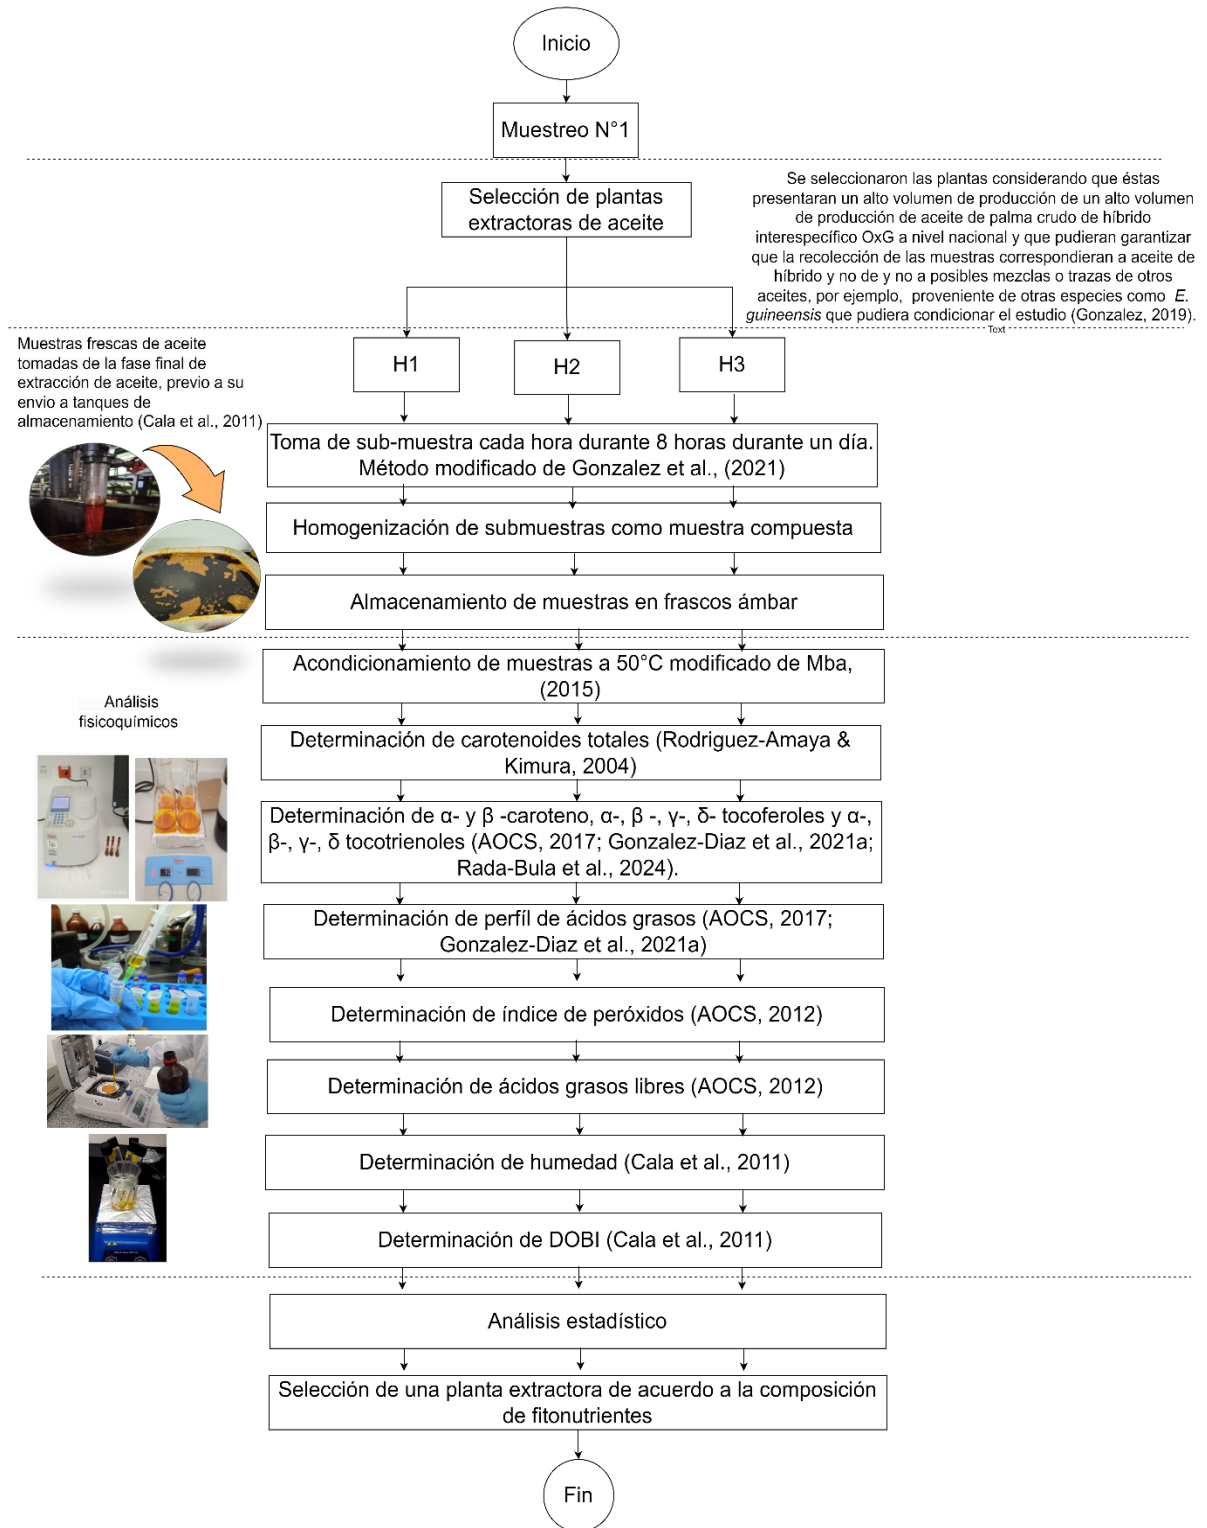 Inicio
Muestreo N°1
Selección de plantas
extractoras de aceite
Se seleccionaron las plantas considerando que éstas
presentaran un alto volumen de producción de un alto volumen
de producción de aceite de palma crudo de híbrido
interespecífico OxG a nivel nacional y que pudieran garantizar
que la recolección de las muestras correspondieran a aceite de
híbrido y no de y no a posibles mezclas o trazas de otros
aceites, por ejemplo, proveniente de otras especies como E.
guineensis que pudiera condicionar el estudio (Gonzalez, 2019).
Text
Muestras frescas de aceite
tomadas de la fase final de
extracción de aceite, previo a su
envio a tanques de
almacenamiento (Cala et al., 2011)
H1
H2
H3
Toma de sub-muestra cada hora durante 8 horas durante un día.
Método modificado de Gonzalez et al., (2021)
Homogenización de submuestras como muestra compuesta
Almacenamiento de muestras en frascos ámbar
Acondicionamiento de muestras a 50°C modificado de Mba,
(2015)
Análisis
fisicoquímicos
Determinación de carotenoides totales (Rodriguez-Amaya &
Kimura, 2004)
Determinación de α- y β -caroteno, α-, β -, γ-, δ- tocoferoles y α-,
β-, γ-, δ tocotrienoles (AOCS, 2017; Gonzalez-Diaz et al., 2021a;
Rada-Bula et al., 2024).
Determinación de perfíl de ácidos grasos (AOCS, 2017;
Gonzalez-Diaz et al., 2021a)
Determinación de índice de peróxidos (AOCS, 2012)
Determinación de ácidos grasos libres (AOCS, 2012)
Determinación de humedad (Cala et al., 2011)
Determinación de DOBI (Cala et al., 2011)
Análisis estadístico
Selección de una planta extractora de acuerdo a la composición
de fitonutrientes
Fin